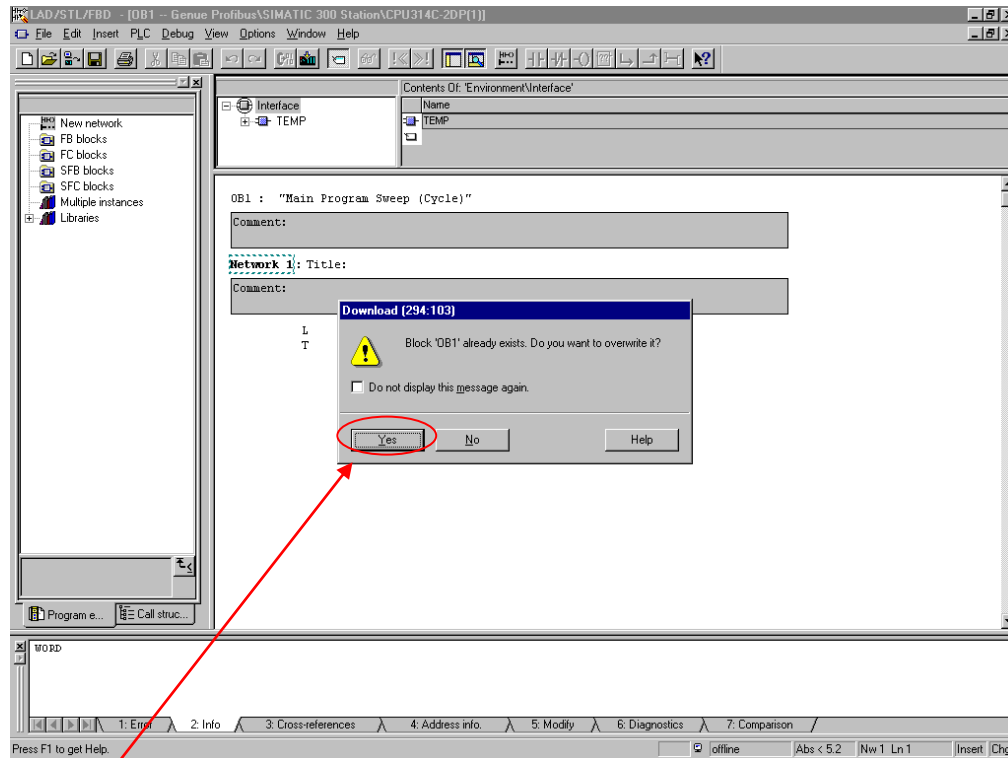 LAD/STL/FBD - [OB1 -- Genue Profibus\SIMATIC 300 Station\CPU314C-2DP(1)]
File Edit Insert PLC Debug View Options Window Help
Contents Of: 'Environment\Interface'
Interface
TEMP
Name
TEMP
New network
FB blocks
FC blocks
SFB blocks
SFC blocks
Multiple instances
Libraries
OB1 : "Main Program Sweep (Cycle)"
Comment:
Network 1: Title:
Comment:
L
T
Download (294:103)
Block 'OB1' already exists. Do you want to overwrite it?
Do not display this message again.
Yes No Help
Program e... Call struc...
WORD
1: Error 2: Info 3: Cross-references 4: Address info. 5: Modify 6: Diagnostics 7: Comparison
Press F1 to get Help. offline Abs < 5.2 Nw 1 Ln 1 Insert Chg